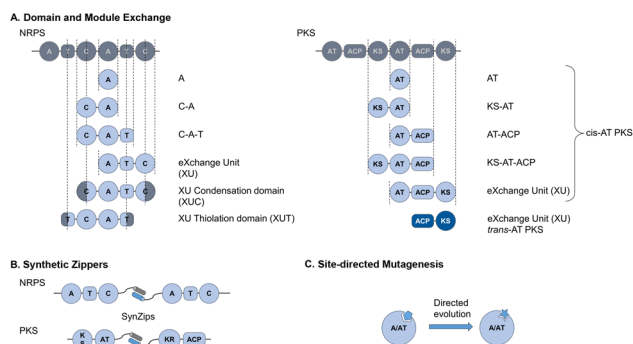 A. Domain and Module Exchange
NRPS
PKS
A T C A T C
AT ACP KS AT ACP KS
A A
AT AT
C A C-A
KS AT KS-AT
C A T C-A-T
AT ACP AT-ACP
cis-AT PKS
A T C eXchange Unit
(XU)
KS AT ACP KS-AT-ACP
C A T C XU Condensation domain
(XUC)
AT ACP KS eXchange Unit (XU)
T C A T XU Thiolation domain (XUT)
ACP KS eXchange Unit (XU)
trans-AT PKS
B. Synthetic Zippers
C. Site-directed Mutagenesis
NRPS
A T C A T C
SynZips
PKS
K
S AT KR ACP
Directed
evolution
A/AT A/AT